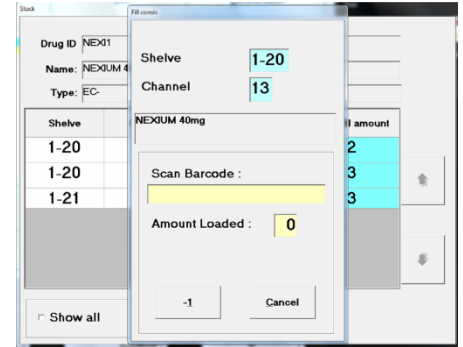 Stock
Fill consis
Drug ID NEXI1
Name: NEXIUM 4
Type: EC-
Shelve
l amount
1-20
2
1-20
3
1-21
3
Show all
Shelve 1-20
Channel 13
NEXIUM 40mg
Scan Barcode :
Amount Loaded : 0
-1
Cancel